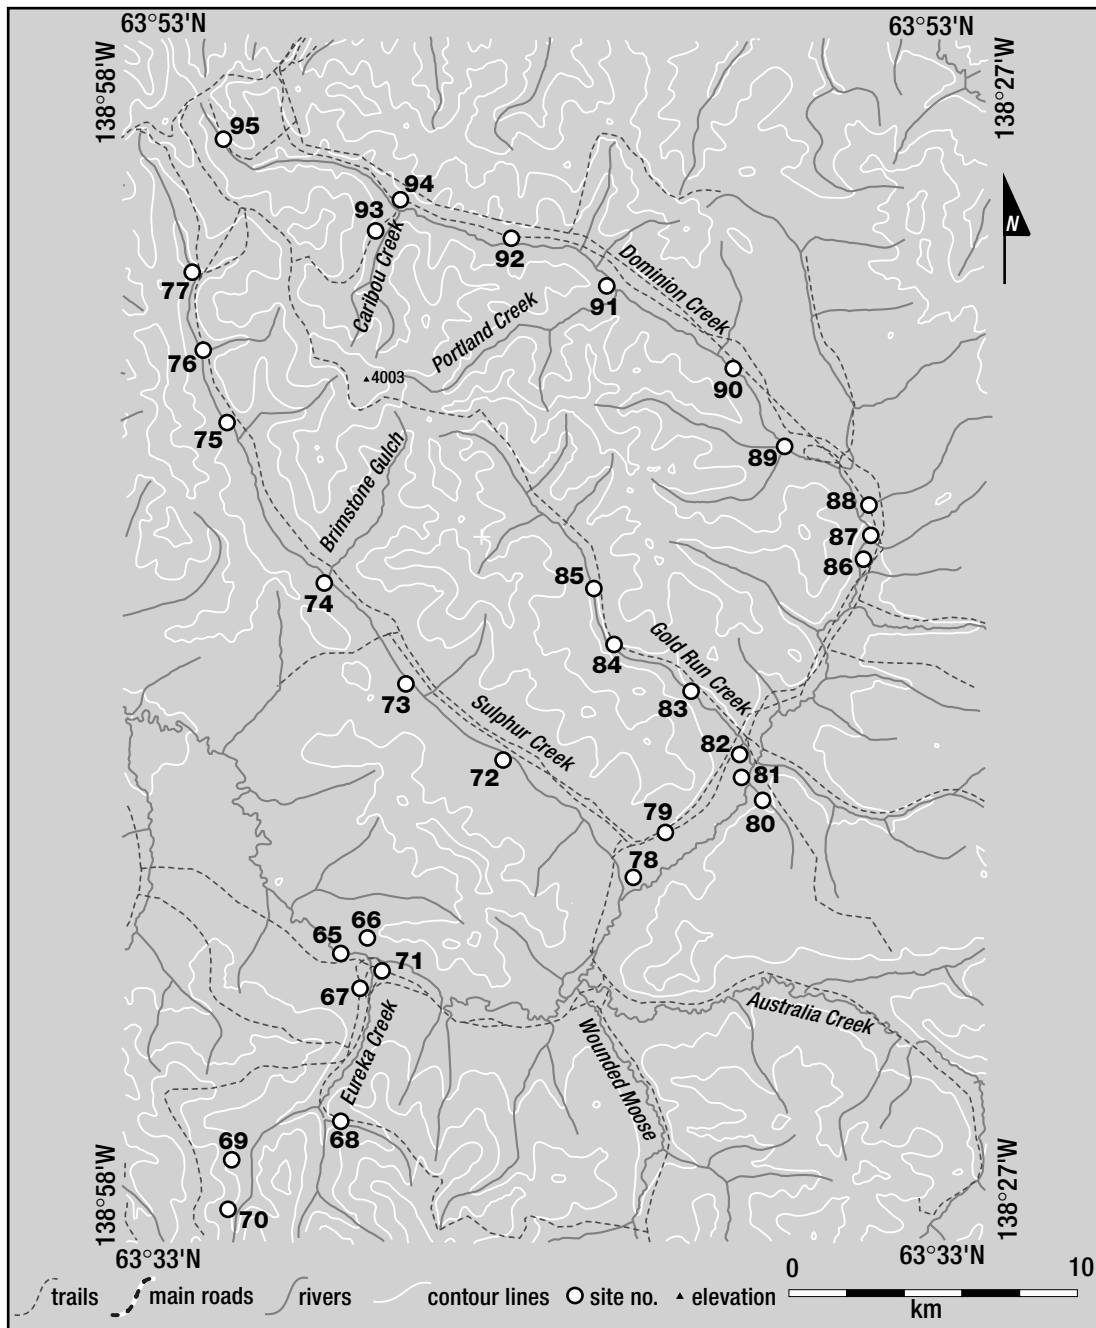 63°53'N
63°53'N
138°58'W
138°27'W
95
94
93
92
N
Caribou Creek
Dominion Creek
77
91
Portland Creek
76
4003
90
75
Brimstone Gulch
89
88
87
86
85
74
Gold Run Creek
84
83
73
Sulphur Creek
82
72
81
80
79
78
66
65
71
67
Australia Creek
Eureka Creek
Wounded Moose
68
69
70
138°58'W
138°27'W
63°33'N
63°33'N
0 10
trails main roads rivers contour lines site no. elevation
km